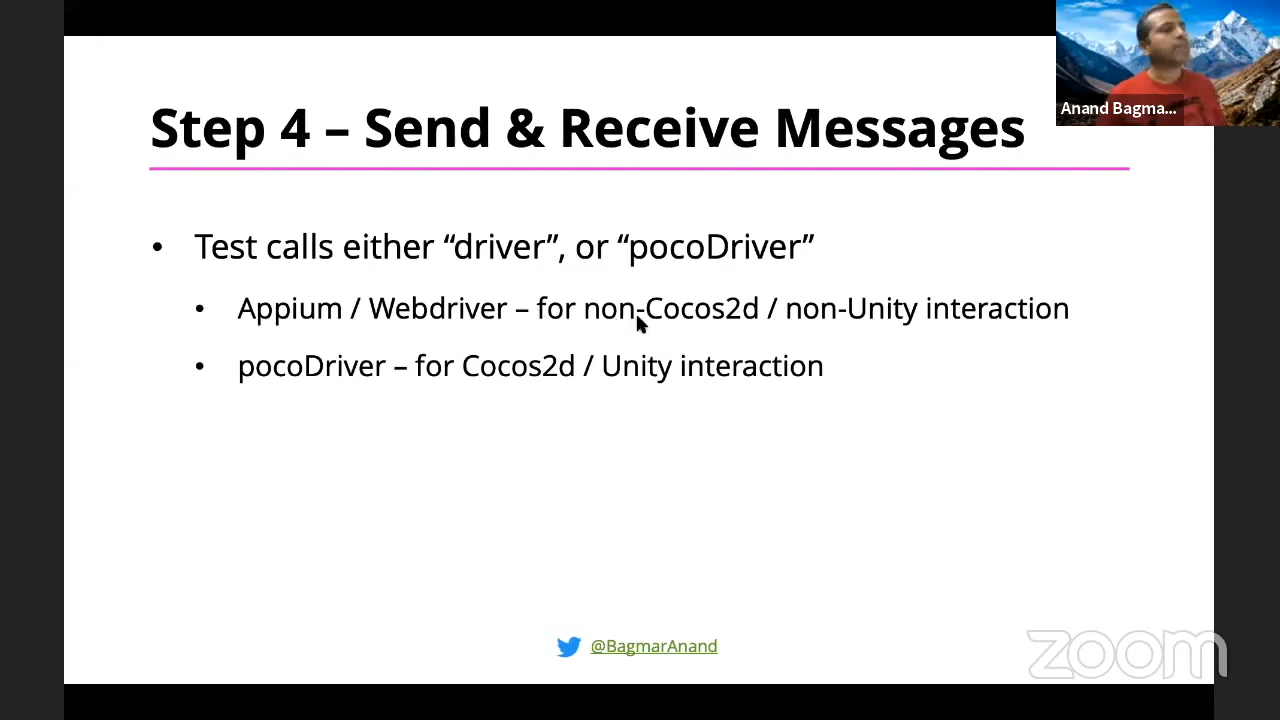 Step 4 – Send & Receive Messages
Anand Bagma...
• Test calls either “driver”, or “pocoDriver”
• Appium / Webdriver – for non-Cocos2d / non-Unity interaction
• pocoDriver – for Cocos2d / Unity interaction
@BagmarAnand
zoom